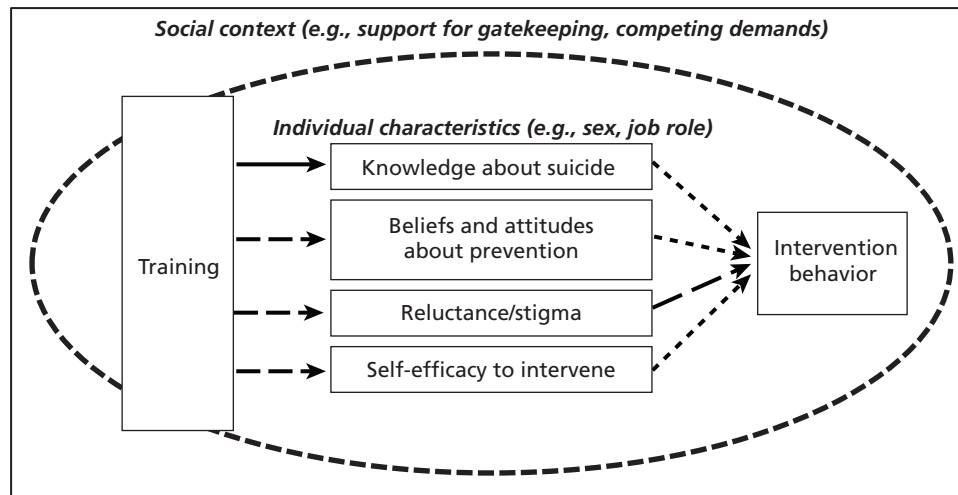 Social context (e.g., support for gatekeeping, competing demands)
Individual characteristics (e.g., sex, job role)
Training
Knowledge about suicide
Beliefs and attitudes
about prevention
Reluctance/stigma
Self-efficacy to intervene
Intervention
behavior